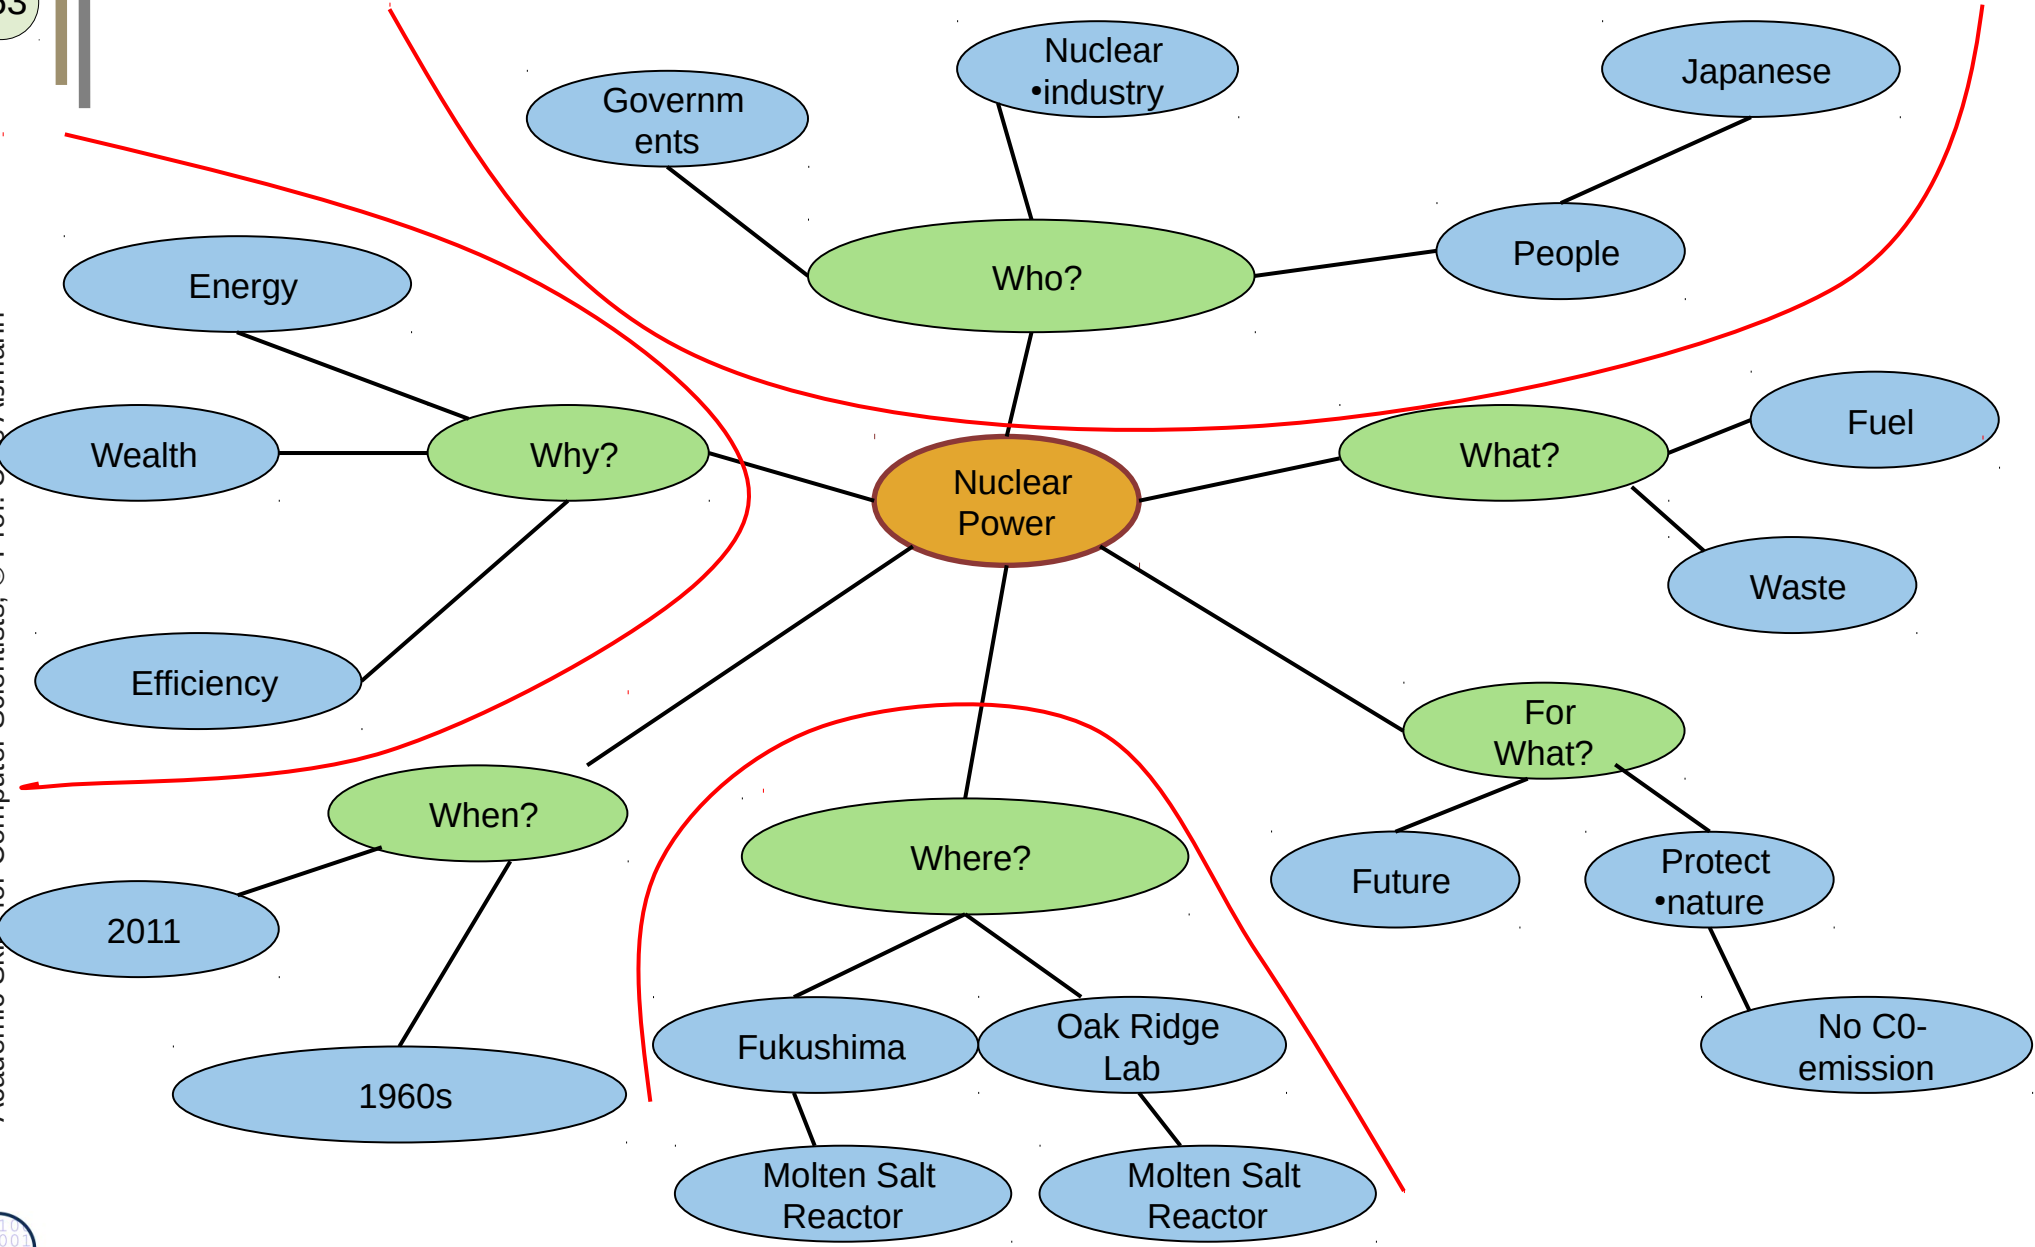 Nuclear
•industry
Japanese
Governm
ents
People
Who?
Energy
Fuel
Wealth
Why?
What?
Nuclear
Power
Waste
Efficiency
For
What?
When?
Where?
Future
Protect
•nature
2011
Fukushima
Oak Ridge
Lab
No C0-
emission
1960s
Molten Salt
Reactor
Molten Salt
Reactor